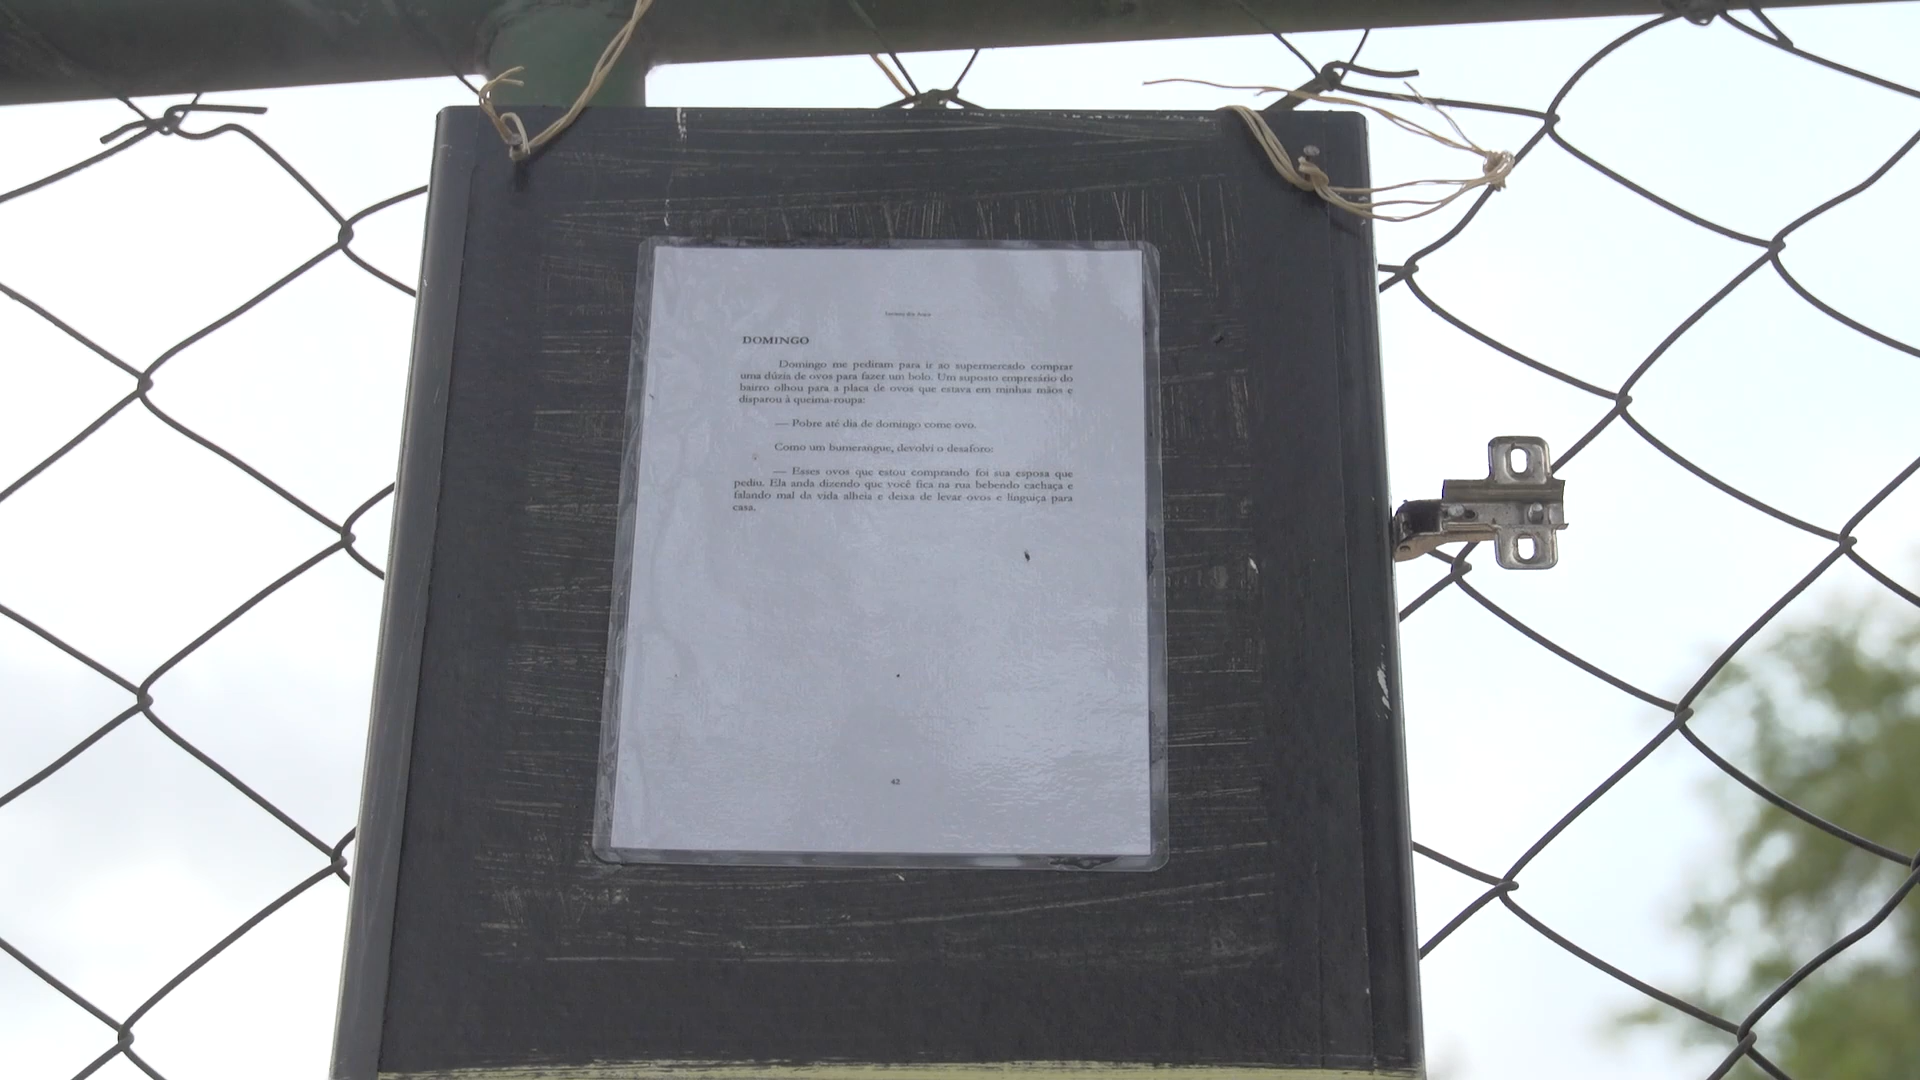 DOMINGO
Domingo me pediram para ir ao supermercado comprar
uma dúzia de ovos para fazer um bolo. Um suposto empresário do
bairro olhou para a placa de ovos que estava em minhas mãos e
disparou à queima-roupa:
— Pobre até dia de domingo come ovo.
Como um bumerangue, devolvi o desaforo:
— Esses ovos que estou comprando foi sua esposa que
pediu. Ela anda dizendo que você fica na rua bebendo cachaça e
falando mal da vida alheia e deixa de levar ovos e linguiça para
casa.
42